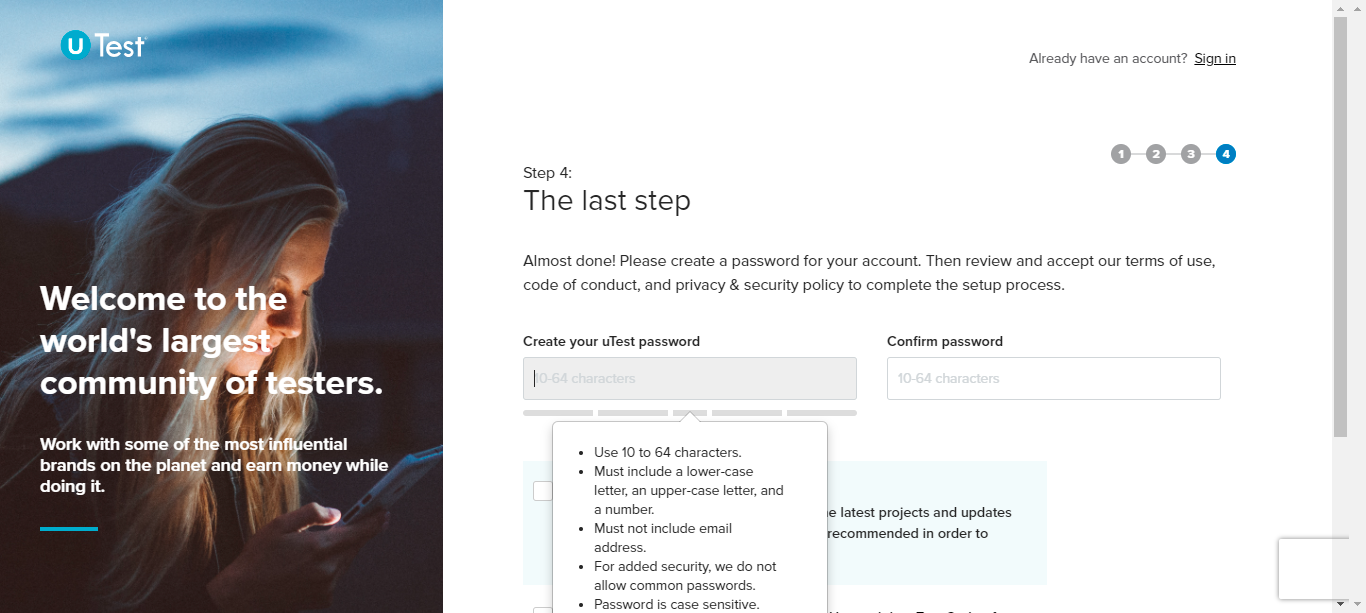 u Test
Already have an account? Sign in
1 2 3 4
Step 4:
The last step
Almost done! Please create a password for your account. Then review and accept our terms of use,
code of conduct, and privacy & security policy to complete the setup process.
Welcome to the
world's largest
community of testers.
Work with some of the most influential
brands on the planet and earn money while
doing it.
Create your uTest password
10-64 characters
Confirm password
10-64 characters
• Use 10 to 64 characters.
• Must include a lower-case
letter, an upper-case letter, and
a number.
• Must not include email
address.
• For added security, we do not
allow common passwords.
• Password is case sensitive.
latest projects and updates
recommended in order to